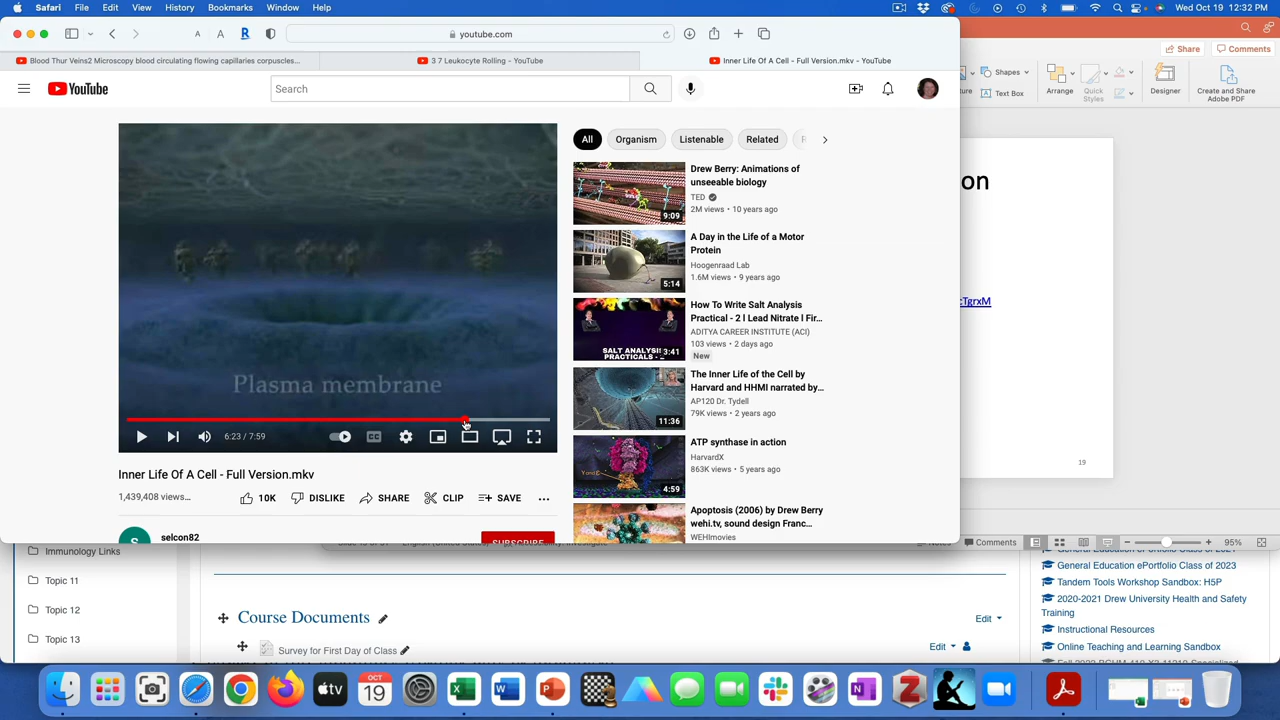 Safari File Edit View History Bookmarks Window Help
Wed Oct 19 12:32 PM
A A R
youtube.com
Blood Thur Veins2 Microscopy blood circulating flowing capillaries corpuscles...
3 7 Leukocyte Rolling - YouTube
Inner Life Of A Cell - Full Version.mkv - YouTube
Share Comments
Shapes
Text Box
Arrange
Quick
Styles
Designer
Create and Share
Adobe PDF
YouTube
Search
All Organism Listenable Related
Plasma membrane
6:23 / 7:59
Inner Life Of A Cell - Full Version.mkv
1,439,408 views...
10K DISLIKE SHARE CLIP SAVE ...
selcon82
SUBSCRIBE
Drew Berry: Animations of
unseeable biology
TED
2M views • 10 years ago
9:09
A Day in the Life of a Motor
Protein
Hoogenraad Lab
1.6M views • 9 years ago
5:14
How To Write Salt Analysis
Practical - 2 I Lead Nitrate I Fir...
ADITYA CAREER INSTITUTE (ACI)
103 views • 2 days ago
New
SALT ANALYSIS
PRACTICALS -
3:41
The Inner Life of the Cell by
Harvard and HHMI narrated by...
AP120 Dr. Tydell
79K views • 2 years ago
11:36
ATP synthase in action
HarvardX
863K views • 5 years ago
4:59
Apoptosis (2006) by Drew Berry
wehi.tv, sound design Franc...
WEHImovies
on
cTgrxM
19
Comments
95%
Immunology Links
Topic 11
Topic 12
Topic 13
Course Documents
Edit
Survey for First Day of Class
Edit
General Education ePortfolio Class of 2023
Tandem Tools Workshop Sandbox: H5P
2020-2021 Drew University Health and Safety
Training
Instructional Resources
Online Teaching and Learning Sandbox
OCT
19
tv